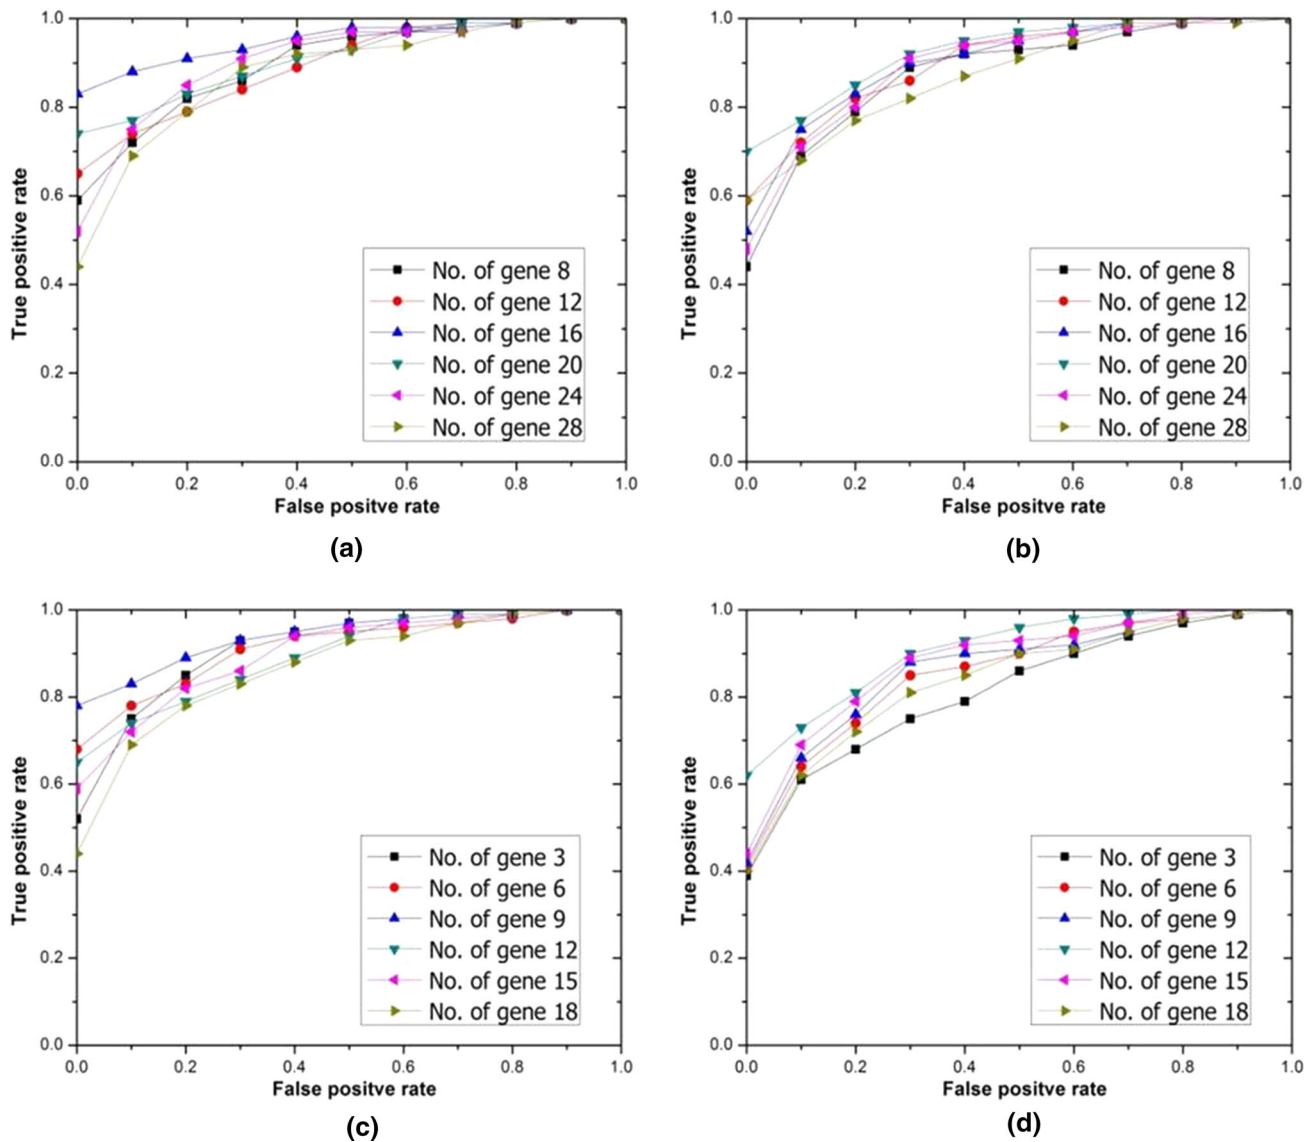 1.0
0.8
0.6
0.4
0.2
0.0
True positive rate
No. of gene 8
No. of gene 12
No. of gene 16
No. of gene 20
No. of gene 24
No. of gene 28
0.0 0.2 0.4 0.6 0.8 1.0
False positve rate
(a)
1.0
0.8
0.6
0.4
0.2
0.0
True positive rate
No. of gene 8
No. of gene 12
No. of gene 16
No. of gene 20
No. of gene 24
No. of gene 28
0.0 0.2 0.4 0.6 0.8 1.0
False positve rate
(b)
1.0
0.8
0.6
0.4
0.2
0.0
True positive rate
No. of gene 3
No. of gene 6
No. of gene 9
No. of gene 12
No. of gene 15
No. of gene 18
0.0 0.2 0.4 0.6 0.8 1.0
False positve rate
(c)
1.0
0.8
0.6
0.4
0.2
0.0
True positive rate
No. of gene 3
No. of gene 6
No. of gene 9
No. of gene 12
No. of gene 15
No. of gene 18
0.0 0.2 0.4 0.6 0.8 1.0
False positve rate
(d)